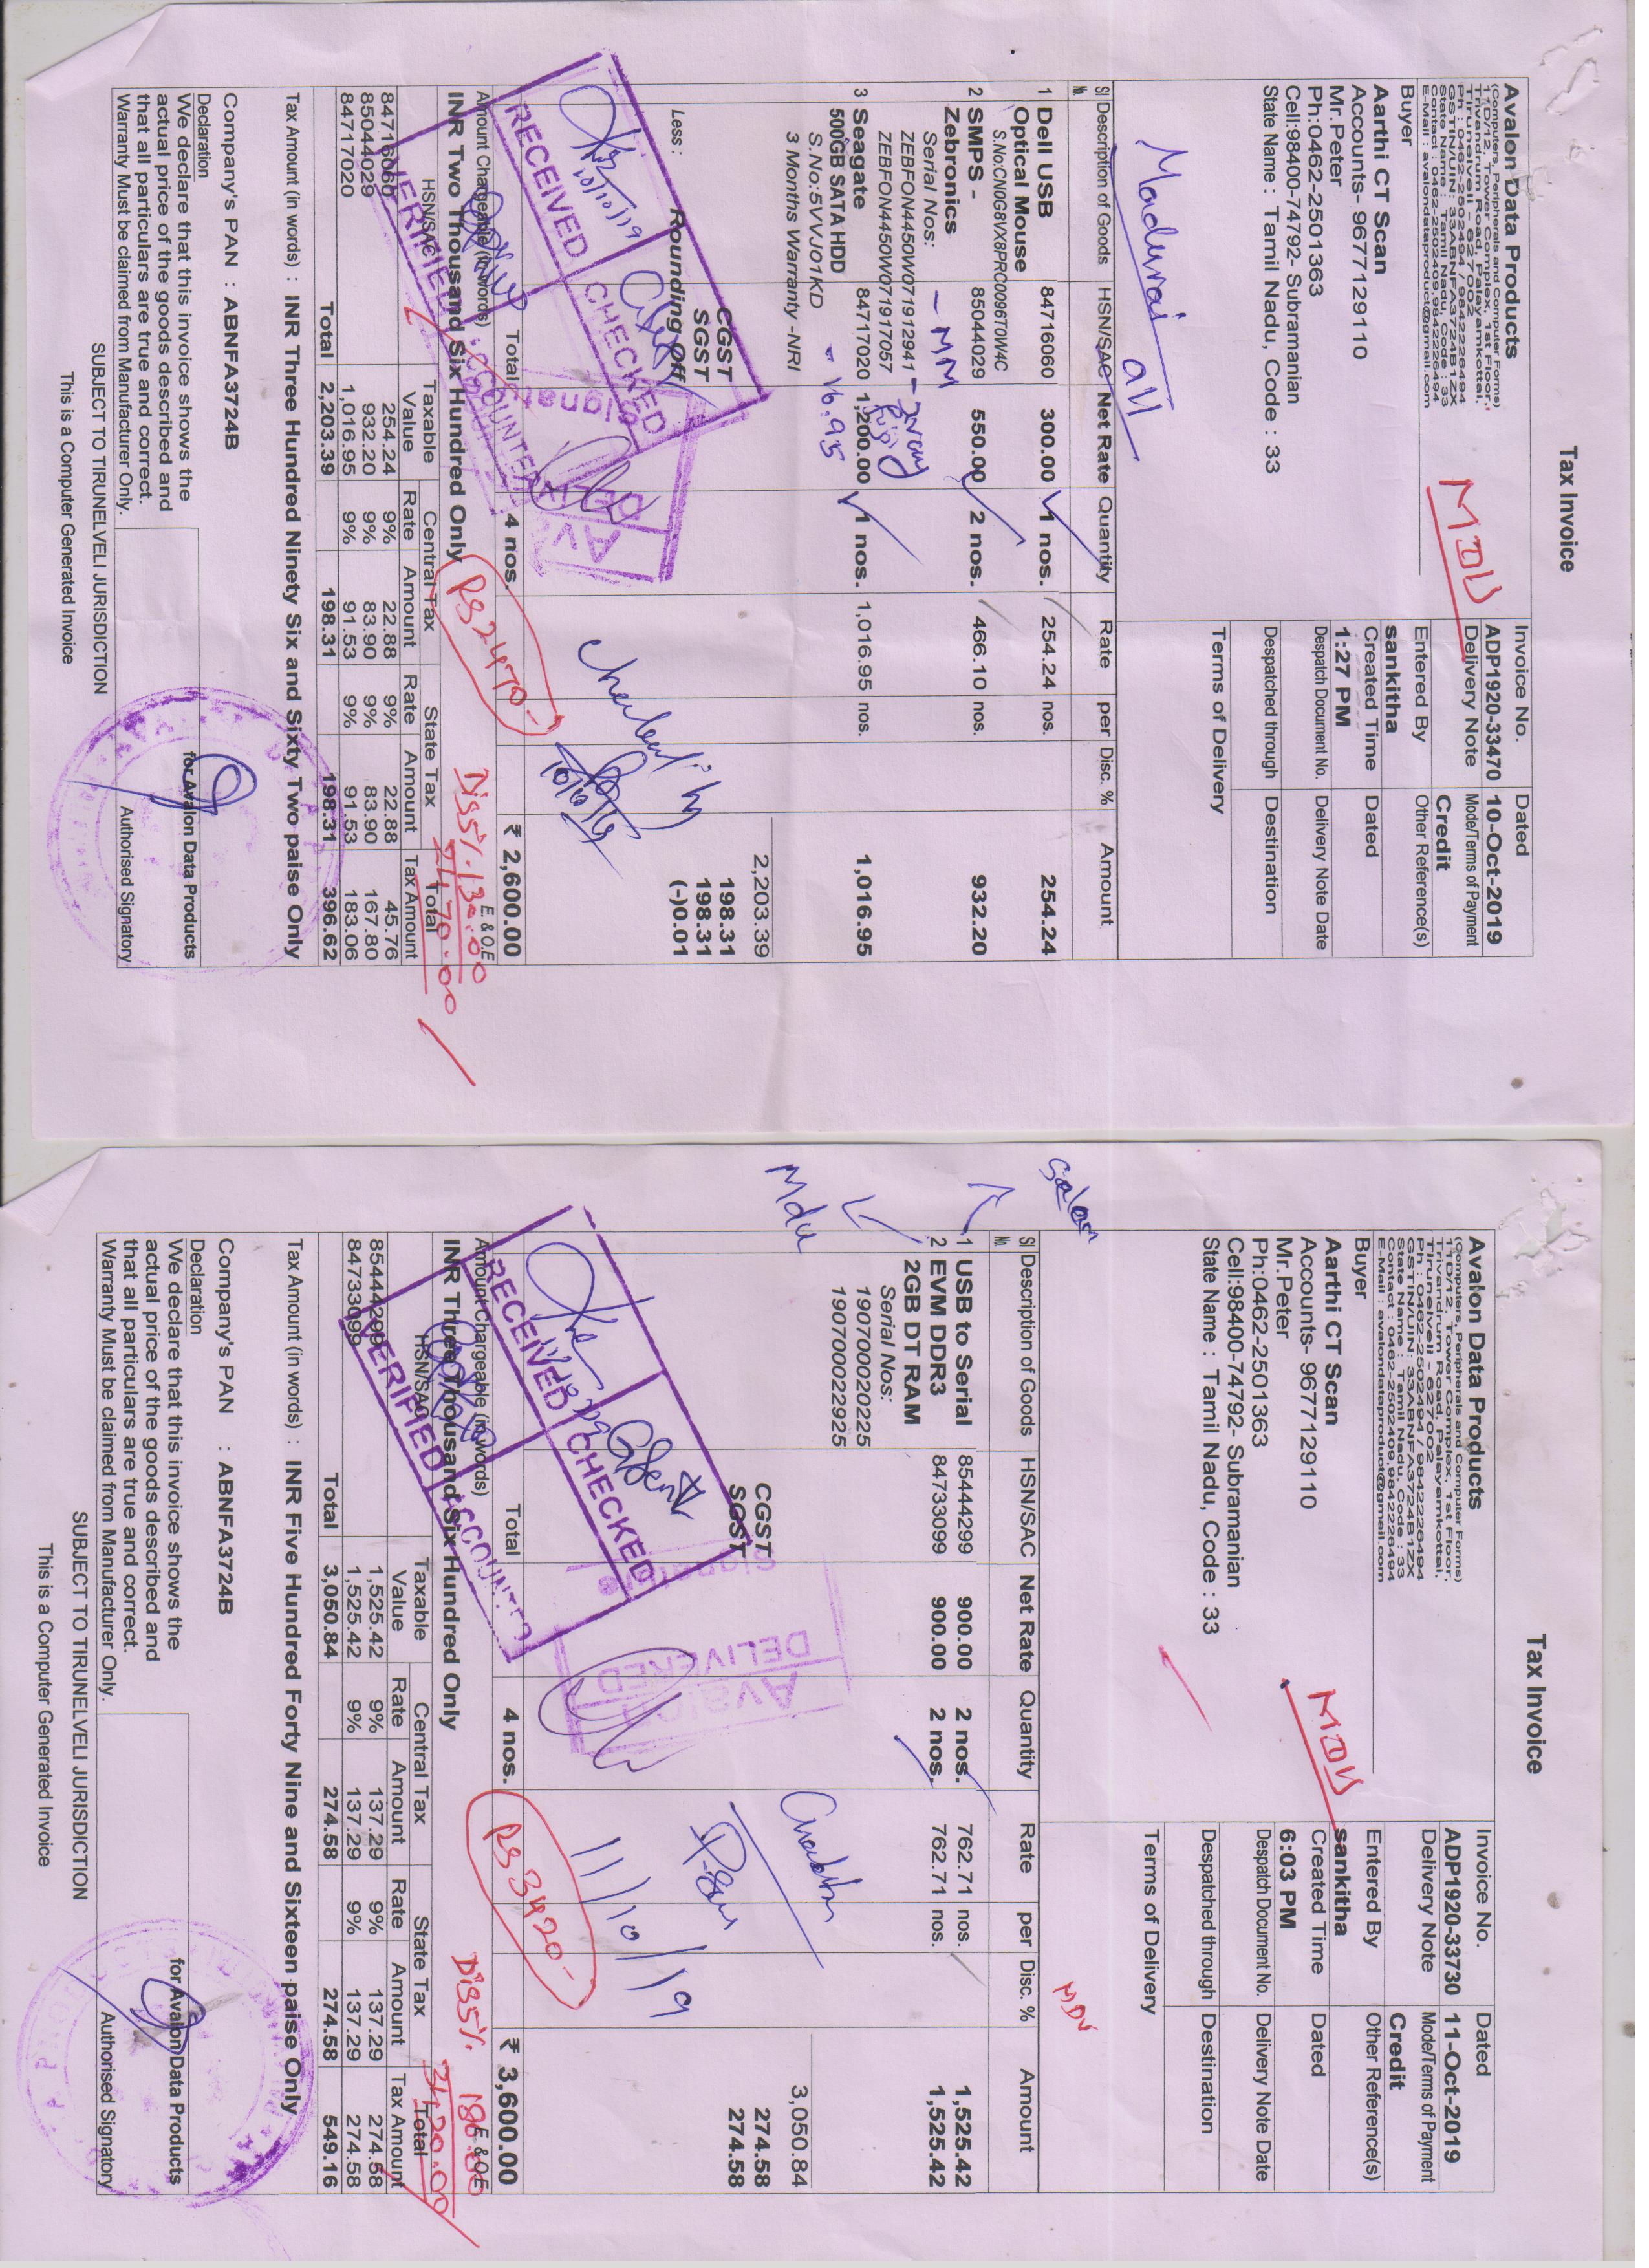 Tax Invoice
Avalon Data Products
(Computers, Peripherals and Computer Forms)
11D/12, Tower Complex, 1st Floor,
Trivandrum Road, Palayamkottai,
Tirunelveli - 627002
Ph : 0462-2502494 / 9842226494
GSTIN/UIN: 33ABNFA3724B1ZX
State Name : Tamil Nadu, Code : 33
Contact : 0462-2502409,9842226494
E-Mail : avalondataproduct@gmail.com
MDU
Invoice No. Dated
ADP1920-33470 10-Oct-2019
Delivery Note Mode/Terms of Payment
Credit
Entered By Other Reference(s)
sankitha
Created Time Dated
1:27 PM
Despatch Document No. Delivery Note Date
Despatched through Destination
Terms of Delivery
Buyer
Aarthi CT Scan
Accounts- 9677129110
Mr.Peter
Ph:0462-2501363
Cell:98400-74792- Subramanian
State Name : Tamil Nadu, Code : 33
Madurai all
Sl No. Description of Goods HSN/SAC Net Rate Quantity Rate per Disc. % Amount
1 Dell USB 84716060 300.00 1 nos. 254.24 nos. 254.24
Optical Mouse
S.No:CN0G8VX8PRC0096T0W4C
2 SMPS - 85044029 550.00 2 nos. 466.10 nos. 932.20
Zebronics - MM
Serial Nos:
ZEBFON4450W071912941
ZEBFON4450W071917057
3 Seagate 84717020 1,200.00 1 nos. 1,016.95 nos. 1,016.95
500GB SATA HDD
S.No:5VVJ01KD
3 Months Warranty -NRI
2,203.39
CGST 198.31
SGST 198.31
Less : Rounding Off (-)0.01
RECEIVED CHECKED
VERIFIED
10/10/19
Total 4 nos. ₹ 2,600.00
Amount Chargeable (in words) E & O.E
INR Two Thousand Six Hundred Only
Rs 2470-
Dis 5% 130.00
2470.00
HSN/SAC Taxable Value Central Tax Rate Amount State Tax Rate Amount Total Tax Amount
84716060 254.24 9% 22.88 9% 22.88 45.76
85044029 932.20 9% 83.90 9% 83.90 167.80
84717020 1,016.95 9% 91.53 9% 91.53 183.06
Total 2,203.39 198.31 198.31 396.62
Tax Amount (in words) : INR Three Hundred Ninety Six and Sixty Two paise Only
Company's PAN : ABNFA3724B
Declaration
We declare that this invoice shows the
actual price of the goods described and
that all particulars are true and correct.
Warranty Must be claimed from Manufacturer Only.
for Avalon Data Products
Authorised Signatory
SUBJECT TO TIRUNELVELI JURISDICTION
This is a Computer Generated Invoice
Tax Invoice
Avalon Data Products
(Computers, Peripherals and Computer Forms)
11D/12, Tower Complex, 1st Floor,
Trivandrum Road, Palayamkottai,
Tirunelveli - 627002
Ph : 0462-2502494 / 9842226494
GSTIN/UIN: 33ABNFA3724B1ZX
State Name : Tamil Nadu, Code : 33
Contact : 0462-2502409,9842226494
E-Mail : avalondataproduct@gmail.com
MDU
Invoice No. Dated
ADP1920-33730 11-Oct-2019
Delivery Note Mode/Terms of Payment
Credit
Entered By Other Reference(s)
sankitha
Created Time Dated
6:03 PM
Despatch Document No. Delivery Note Date
Despatched through Destination
Terms of Delivery
Buyer
Aarthi CT Scan
Accounts- 9677129110
Mr.Peter
Ph:0462-2501363
Cell:98400-74792- Subramanian
State Name : Tamil Nadu, Code : 33
MDU
Salem
Sl No. Description of Goods HSN/SAC Net Rate Quantity Rate per Disc. % Amount
1 USB to Serial 85444299 900.00 2 nos. 762.71 nos. 1,525.42
2 EVM DDR3 84733099 900.00 2 nos. 762.71 nos. 1,525.42
2GB DT RAM
Serial Nos:
1907000020225
1907000022925
Mdu
3,050.84
CGST 274.58
SGST 274.58
Avalon
DELIVERED
Signature
RECEIVED CHECKED
VERIFIED ACCOUNTED
11/10/19
Total 4 nos. ₹ 3,600.00
Amount Chargeable (in words) E & O.E
INR Three Thousand Six Hundred Only
Rs 3420-
Dis 5% 180.00
3420.00
HSN/SAC Taxable Value Central Tax Rate Amount State Tax Rate Amount Total Tax Amount
85444299 1,525.42 9% 137.29 9% 137.29 274.58
84733099 1,525.42 9% 137.29 9% 137.29 274.58
Total 3,050.84 274.58 274.58 549.16
Tax Amount (in words) : INR Five Hundred Forty Nine and Sixteen paise Only
Company's PAN : ABNFA3724B
Declaration
We declare that this invoice shows the
actual price of the goods described and
that all particulars are true and correct.
Warranty Must be claimed from Manufacturer Only.
for Avalon Data Products
Authorised Signatory
SUBJECT TO TIRUNELVELI JURISDICTION
This is a Computer Generated Invoice